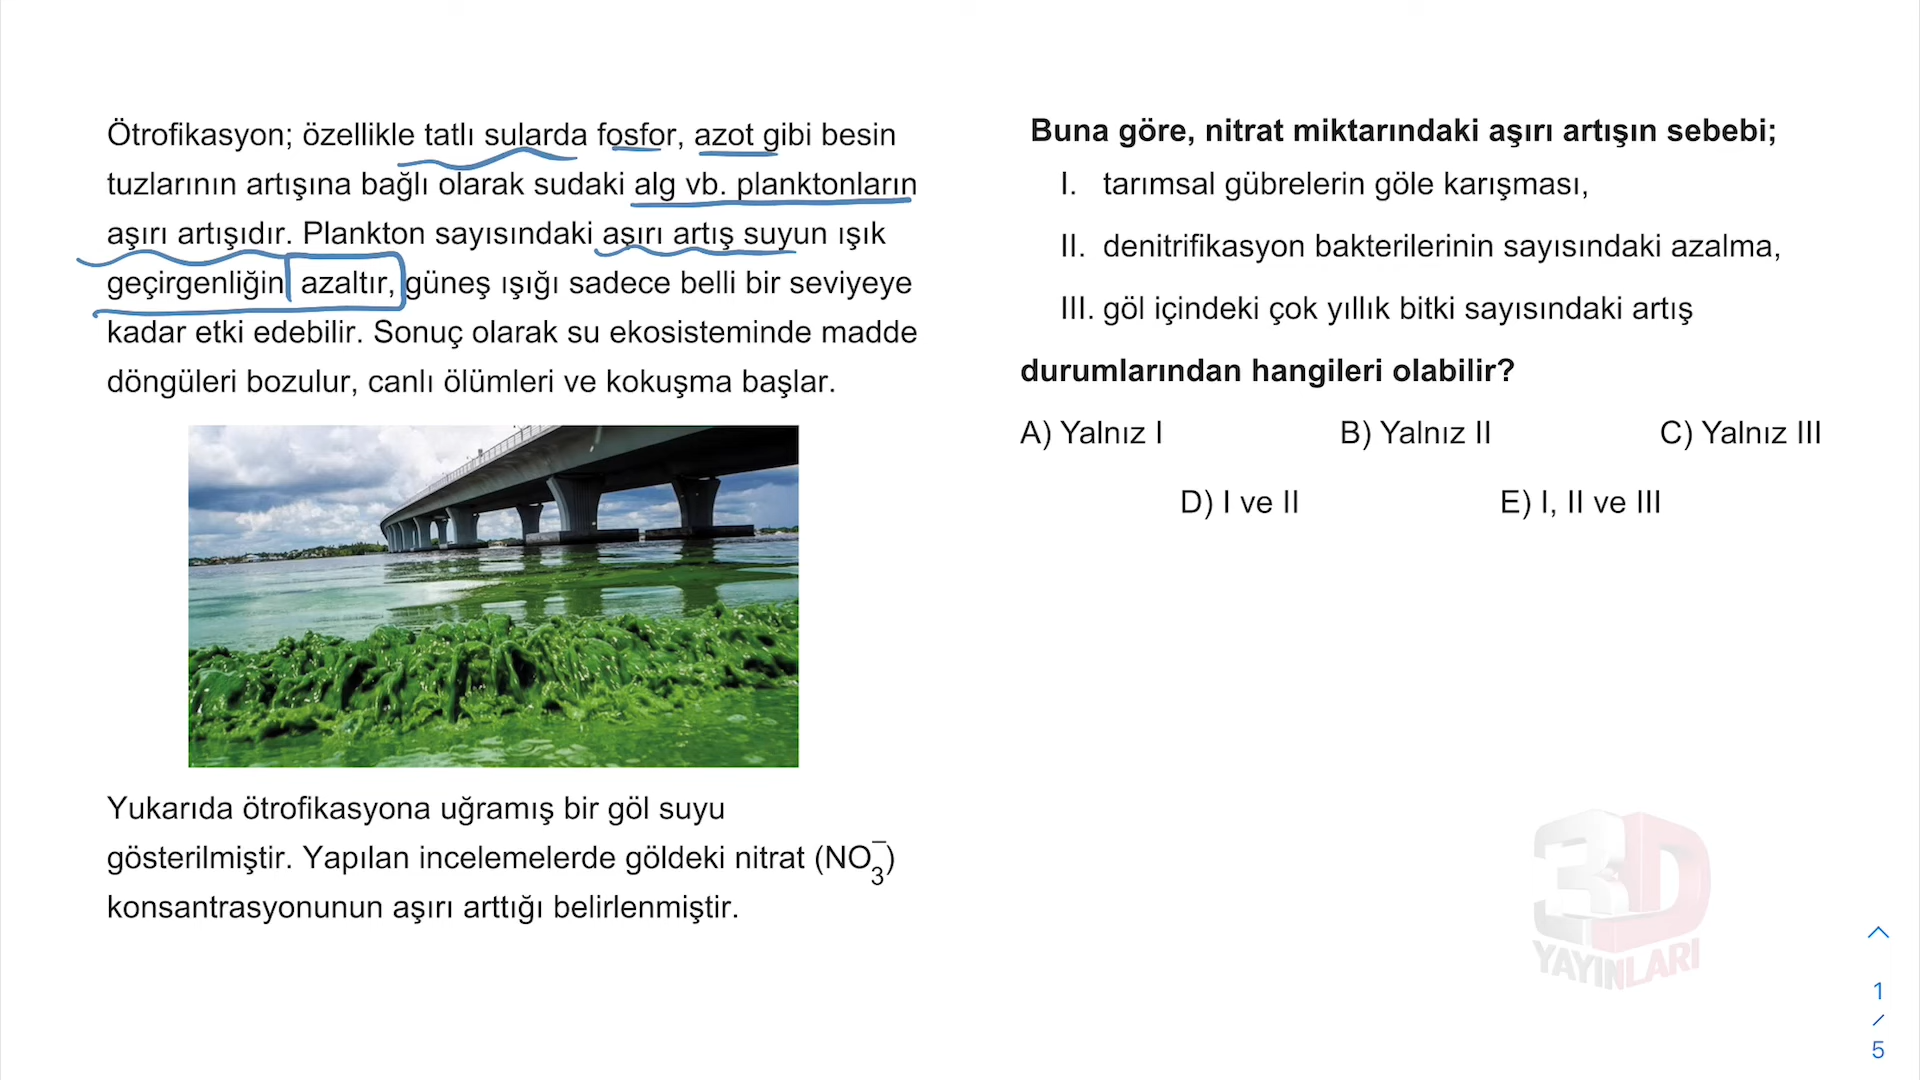 Ötrofikasyon; özellikle tatlı sularda fosfor, azot gibi besin
tuzlarının artışına bağlı olarak sudaki alg vb. planktonların
aşırı artışıdır. Plankton sayısındaki aşırı artış suyun ışık
geçirgenliğin azaltır, güneş ışığı sadece belli bir seviyeye
kadar etki edebilir. Sonuç olarak su ekosisteminde madde
döngüleri bozulur, canlı ölümleri ve kokuşma başlar.
Yukarıda ötrofikasyona uğramış bir göl suyu
gösterilmiştir. Yapılan incelemelerde göldeki nitrat (NO₃⁻)
konsantrasyonunun aşırı arttığı belirlenmiştir.
Buna göre, nitrat miktarındaki aşırı artışın sebebi;
I. tarımsal gübrelerin göle karışması,
II. denitrifikasyon bakterilerinin sayısındaki azalma,
III. göl içindeki çok yıllık bitki sayısındaki artış
durumlarından hangileri olabilir?
A) Yalnız I B) Yalnız II C) Yalnız III
D) I ve II E) I, II ve III
3D
YAYINLARI
1
/
5